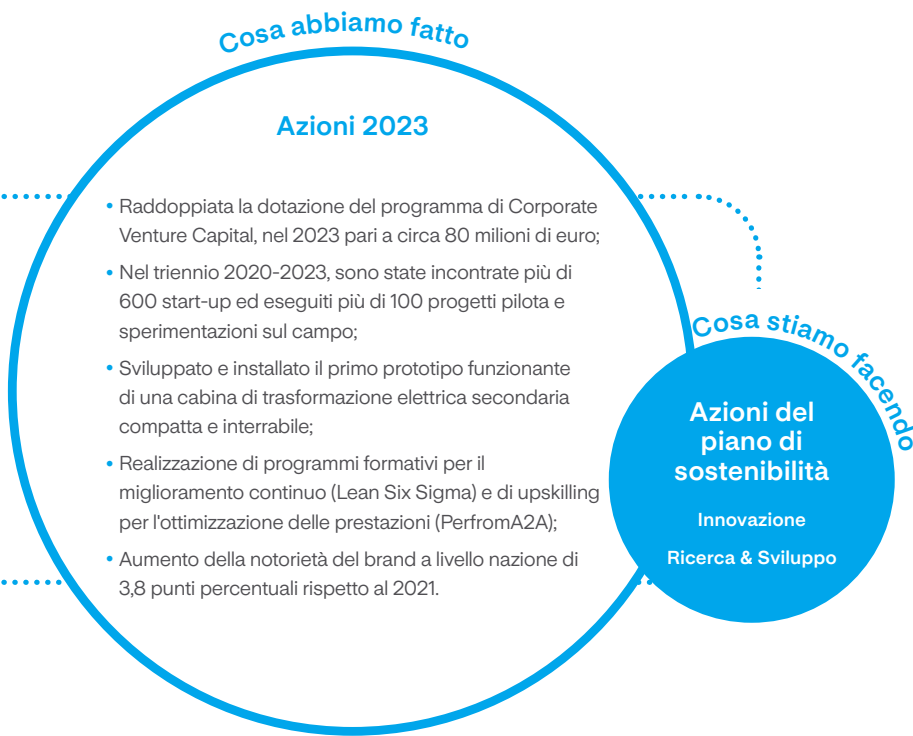 Cosa abbiamo fatto
Azioni 2023
• Raddoppiata la dotazione del programma di Corporate
Venture Capital, nel 2023 pari a circa 80 milioni di euro;
• Nel triennio 2020-2023, sono state incontrate più di
600 start-up ed eseguiti più di 100 progetti pilota e
sperimentazioni sul campo;
• Sviluppato e installato il primo prototipo funzionante
di una cabina di trasformazione elettrica secondaria
compatta e interrabile;
• Realizzazione di programmi formativi per il
miglioramento continuo (Lean Six Sigma) e di upskilling
per l'ottimizzazione delle prestazioni (PerfromA2A);
• Aumento della notorietà del brand a livello nazione di
3,8 punti percentuali rispetto al 2021.
Cosa stiamo facendo
Azioni del
piano di
sostenibilità
Innovazione
Ricerca & Sviluppo